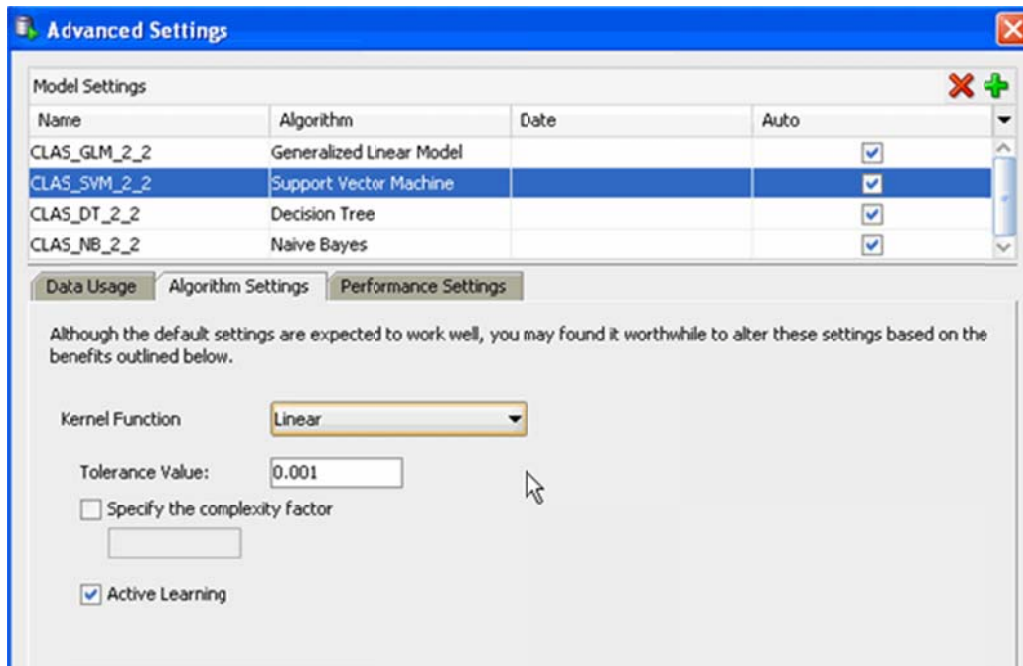 Advanced Settings
Model Settings
Name Algorithm Date Auto
CLAS_GLM_2_2 Generalized Linear Model
CLAS_SVM_2_2 Support Vector Machine
CLAS_DT_2_2 Decision Tree
CLAS_NB_2_2 Naive Bayes
Data Usage Algorithm Settings Performance Settings
Although the default settings are expected to work well, you may found it worthwhile to alter these settings based on the
benefits outlined below.
Kernel Function Linear
Tolerance Value: 0.001
Specify the complexity factor
Active Learning